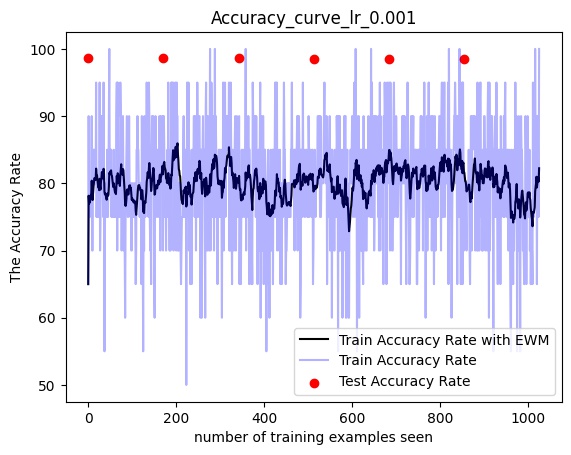 Accuracy_curve_lr_0.001
The Accuracy Rate
100
90
80
70
60
50
Train Accuracy Rate with EWM
Train Accuracy Rate
Test Accuracy Rate
0 200 400 600 800 1000
number of training examples seen